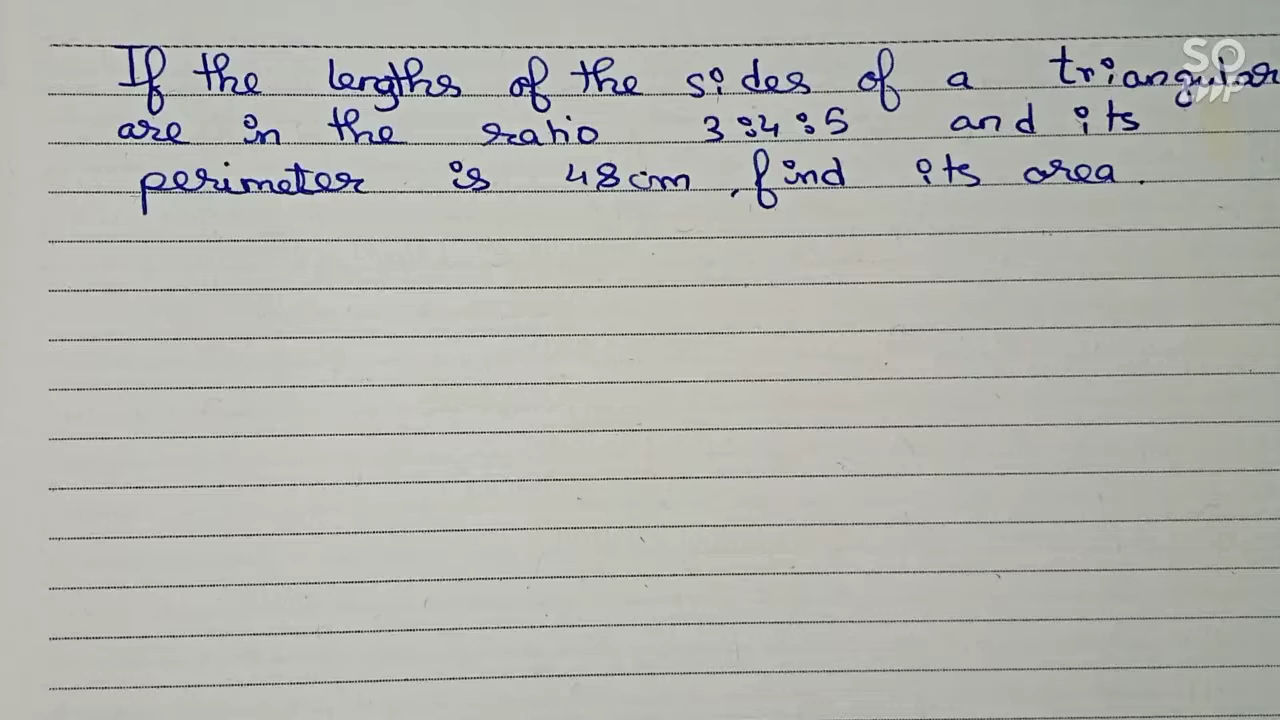 If the lengths of the sides of a triangular
are in the ratio 3:4:5 and its
perimeter is 48cm, find its area.